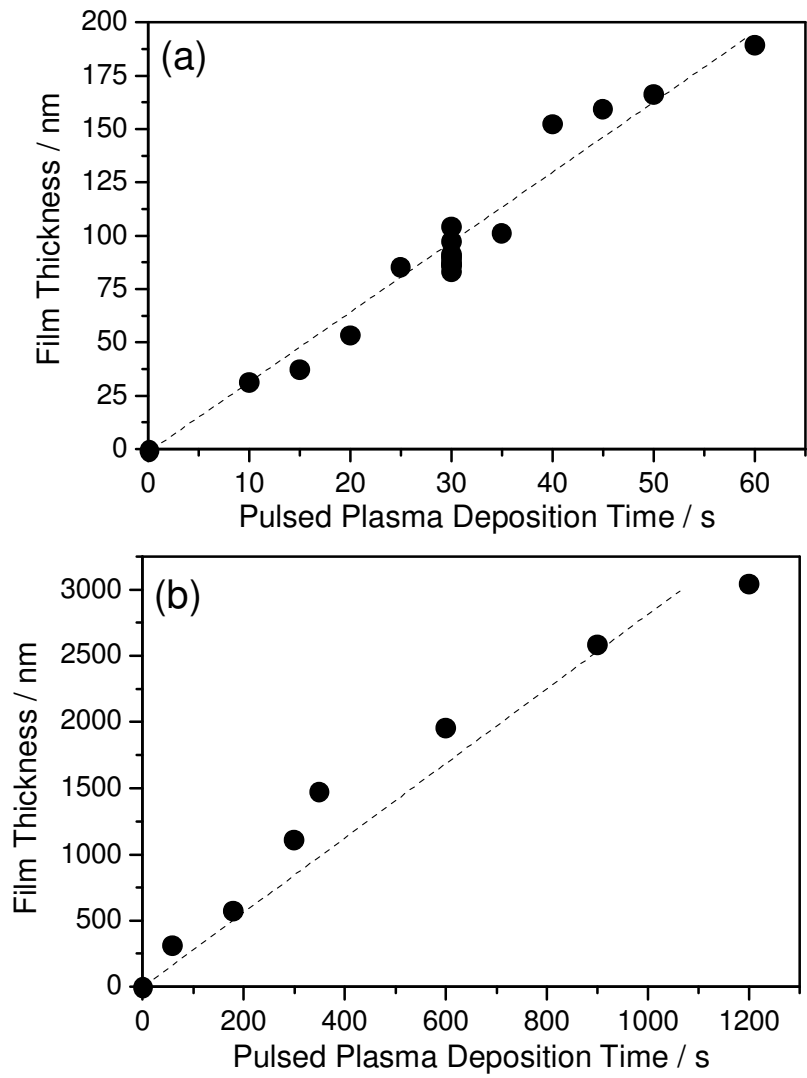 (a)
Film Thickness / nm
200
175
150
125
100
75
50
25
0
0 10 20 30 40 50 60
Pulsed Plasma Deposition Time / s
(b)
Film Thickness / nm
3000
2500
2000
1500
1000
500
0
0 200 400 600 800 1000 1200
Pulsed Plasma Deposition Time / s